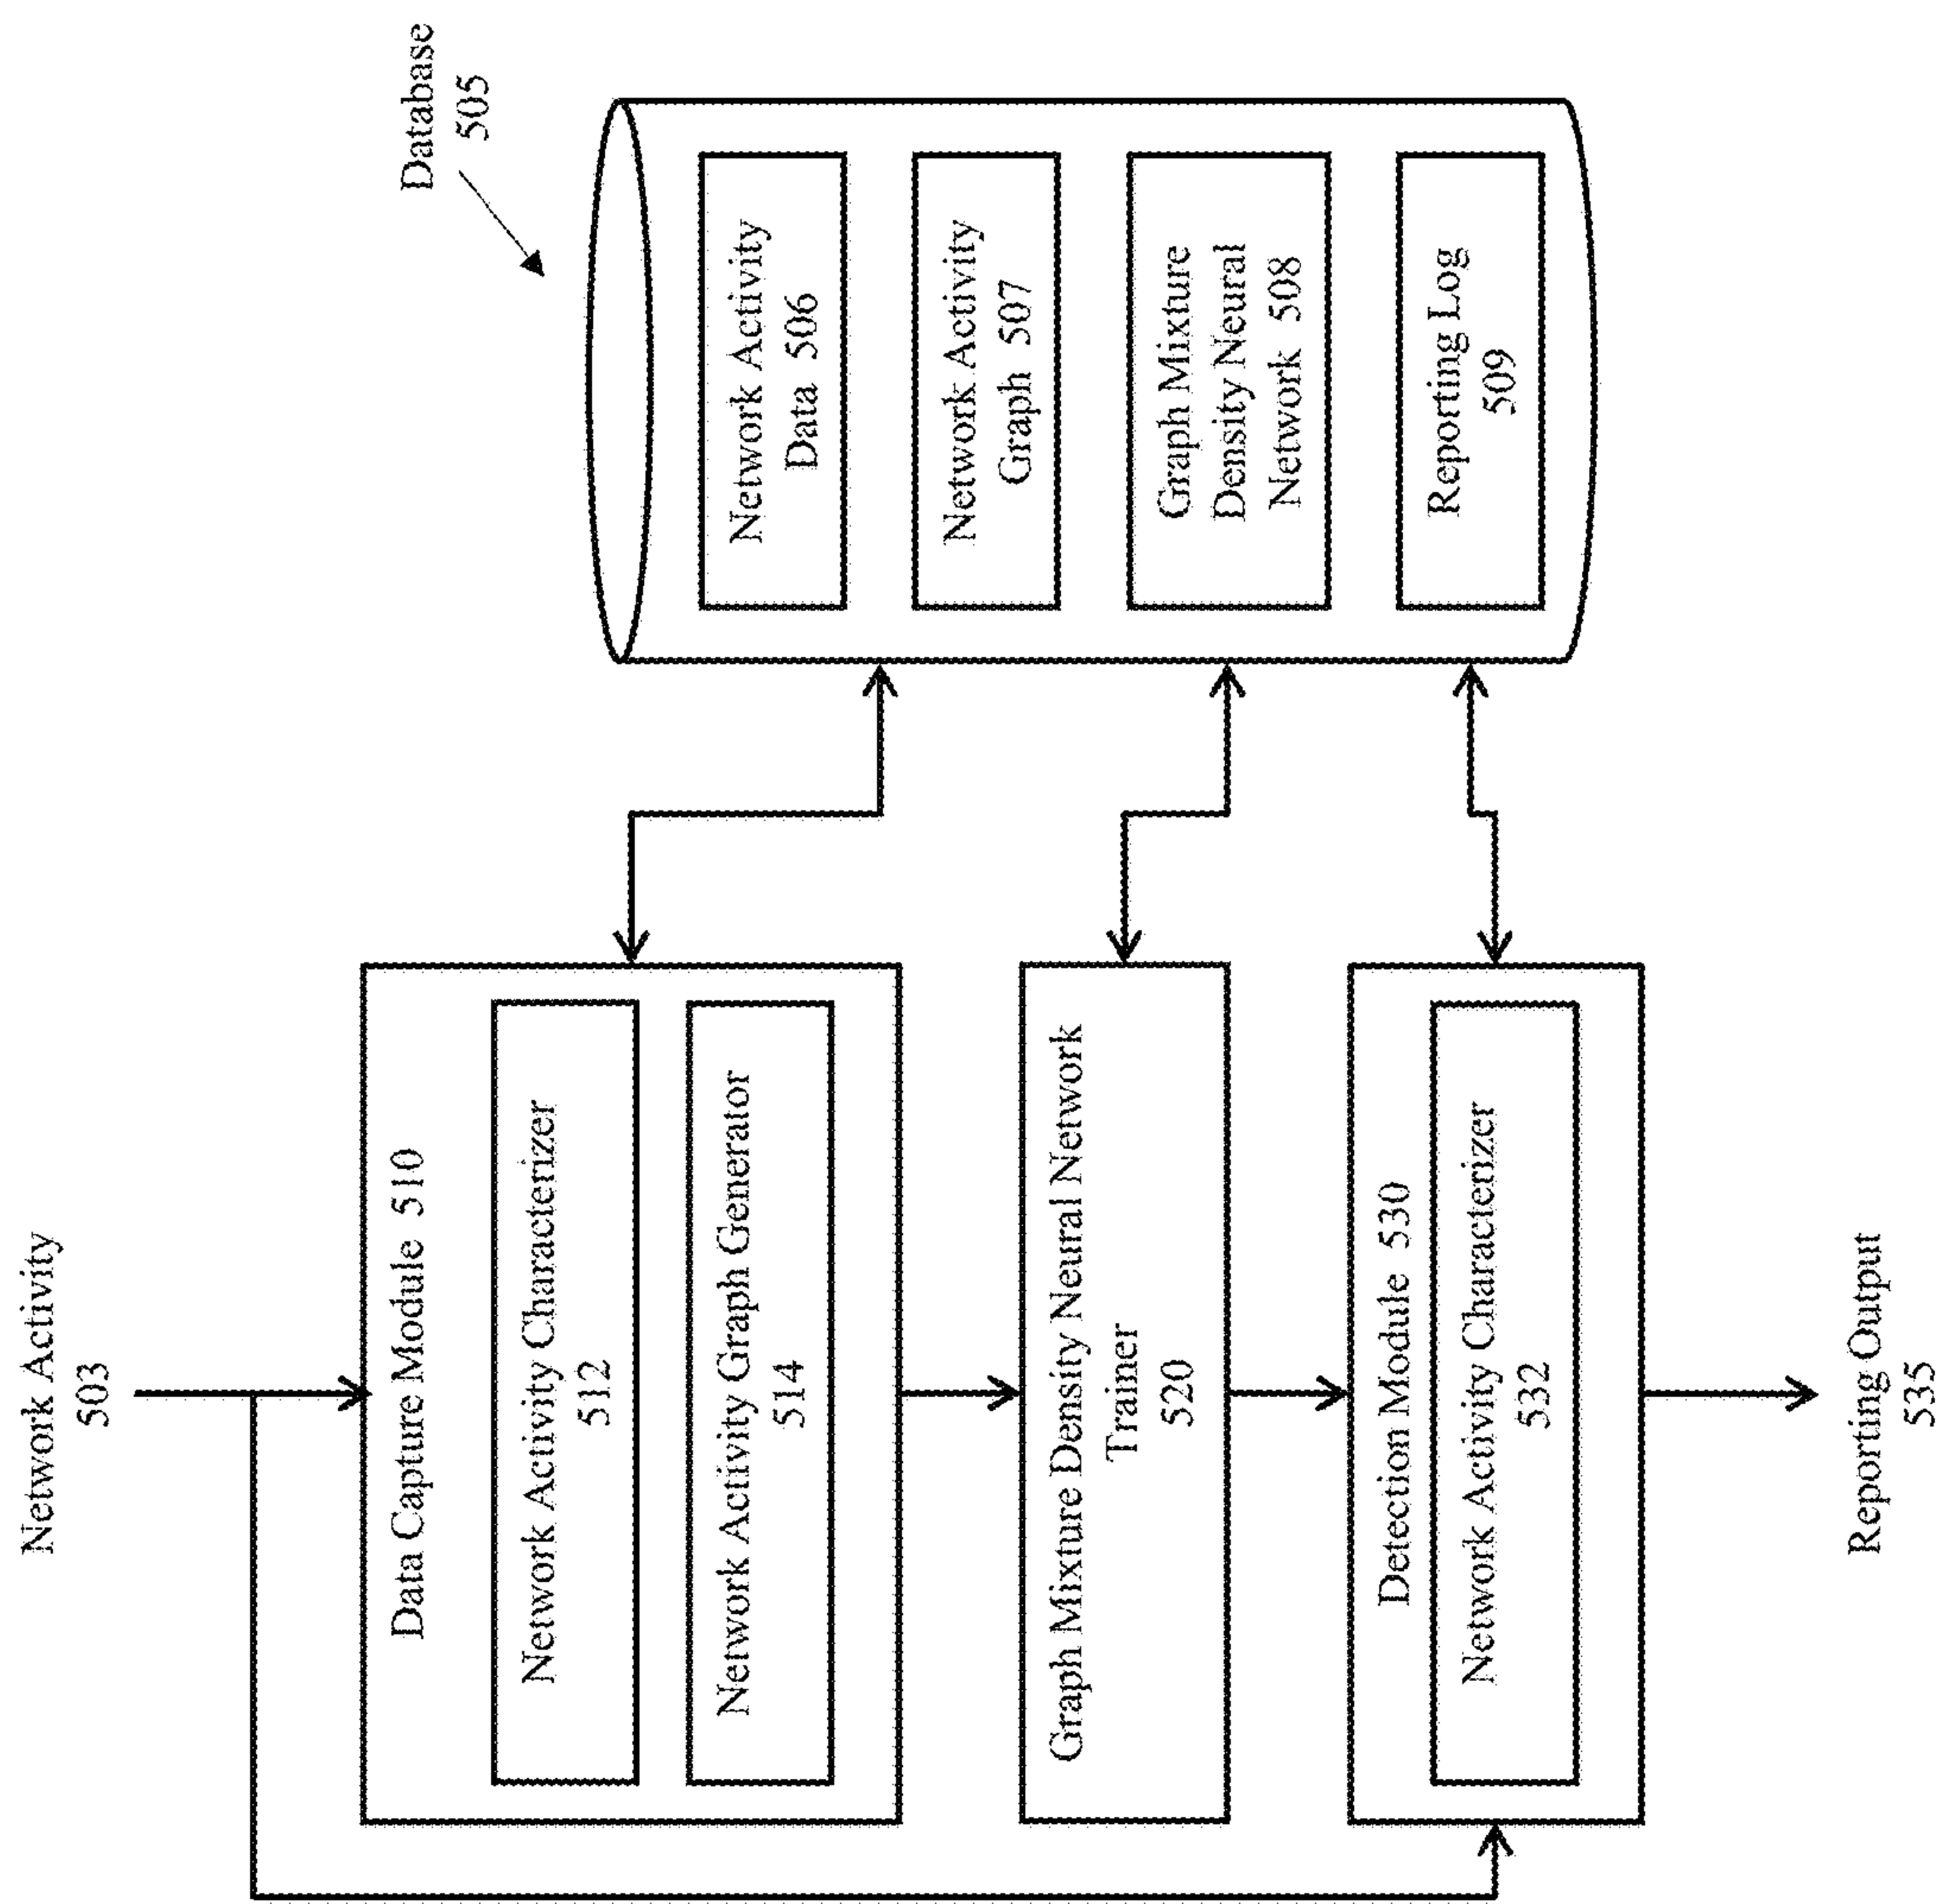 Network Activity
503
Data Capture Module 510
Network Activity Characterizer
512
Network Activity Graph Generator
514
Graph Mixture Density Neural Network
Trainer
520
Detection Module 530
Network Activity Characterizer
532
Reporting Output
535
Database
505
Network Activity
Data 506
Network Activity
Graph 507
Graph Mixture
Density Neural
Network 508
Reporting Log
509